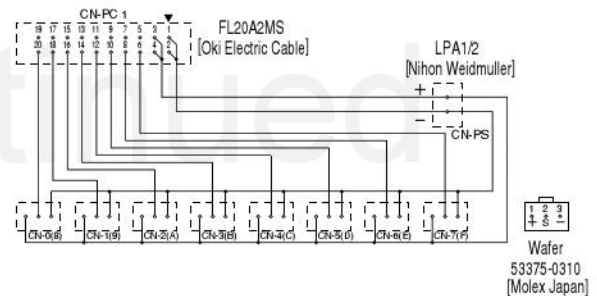 CN-PC 1
19 17 15 13 11 9 7 5 3 1
20 18 16 14 12 10 8 6 4 2
FL20A2MS
[Oki Electric Cable]
LPA1/2
[Nihon Weidmuller]
+
−
CN-PS
tinued
CN-0(8) CN-1(9) CN-2(A) CN-3(B) CN-4(C) CN-5(D) CN-6(E) CN-7(F)
1 2 3
+ S −
Wafer
53375-0310
[Molex Japan]